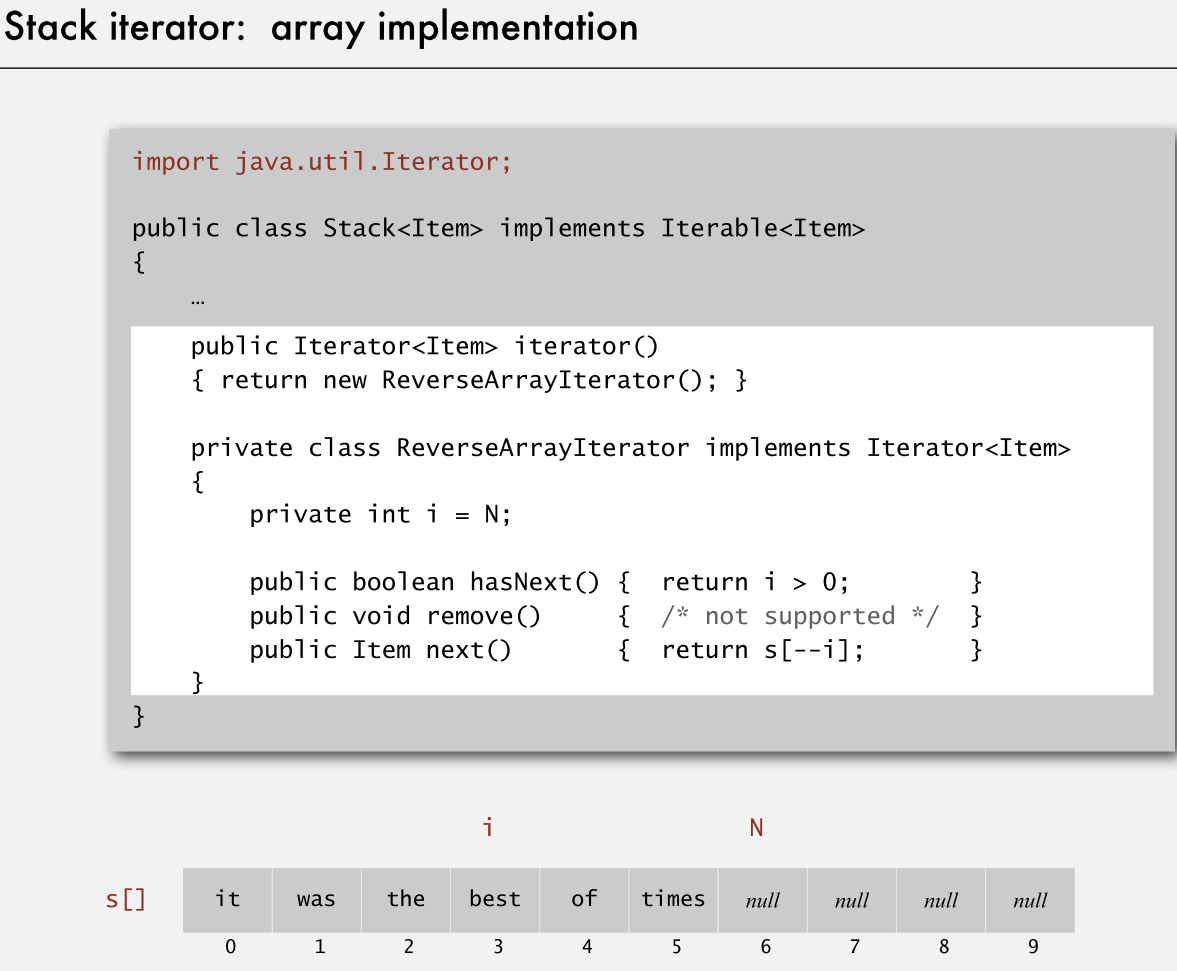 Stack iterator: array implementation
import java.util.Iterator;
public class Stack<Item> implements Iterable<Item>
{
…
public Iterator<Item> iterator()
{ return new ReverseArrayIterator(); }
private class ReverseArrayIterator implements Iterator<Item>
{
private int i = N;
public boolean hasNext() { return i > 0; }
public void remove() { /* not supported */ }
public Item next() { return s[--i]; }
}
}
i N
s[] it was the best of times null null null null
0 1 2 3 4 5 6 7 8 9